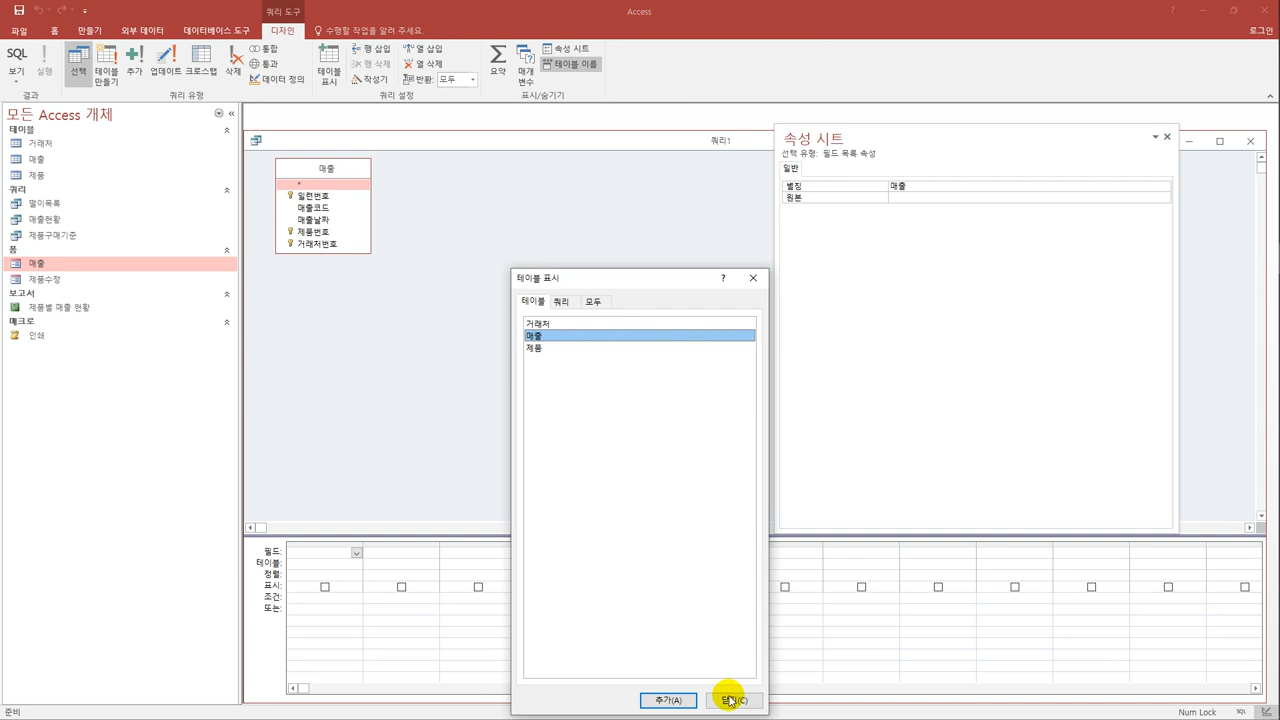 쿼리 도구
Access
파일 홈 만들기 외부 데이터 데이터베이스 도구 디자인 수행할 작업을 알려 주세요.
로그인
SQL
보기
실행
결과
선택
테이블
만들기
추가
업데이트
크로스탭
삭제
통합
통과
데이터 정의
쿼리 유형
테이블
표시
행 삽입
행 삭제
작성기
열 삽입
열 삭제
반환: 모두
쿼리 설정
요약
매개
변수
속성 시트
테이블 이름
표시/숨기기
모든 Access 개체
테이블
거래처
매출
제품
쿼리
떨이목록
매출현황
제품구매기준
폼
매출
제품수정
보고서
제품별 매출 현황
매크로
인쇄
쿼리1
매출
*
일련번호
매출코드
매출날짜
제품번호
거래처번호
속성 시트
선택 유형: 필드 목록 속성
일반
별칭 매출
원본
테이블 표시
테이블 쿼리 모두
거래처
매출
제품
추가(A)
필드:
테이블:
정렬:
표시:
조건:
또는:
준비
Num Lock
SQL